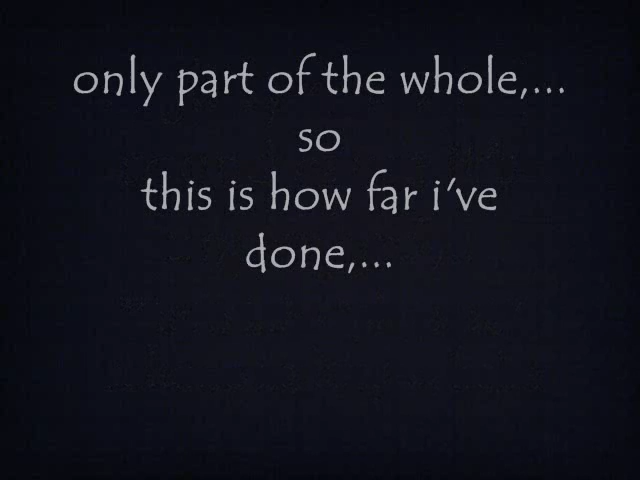 only part of the whole,...
so
this is how far i've
done,...